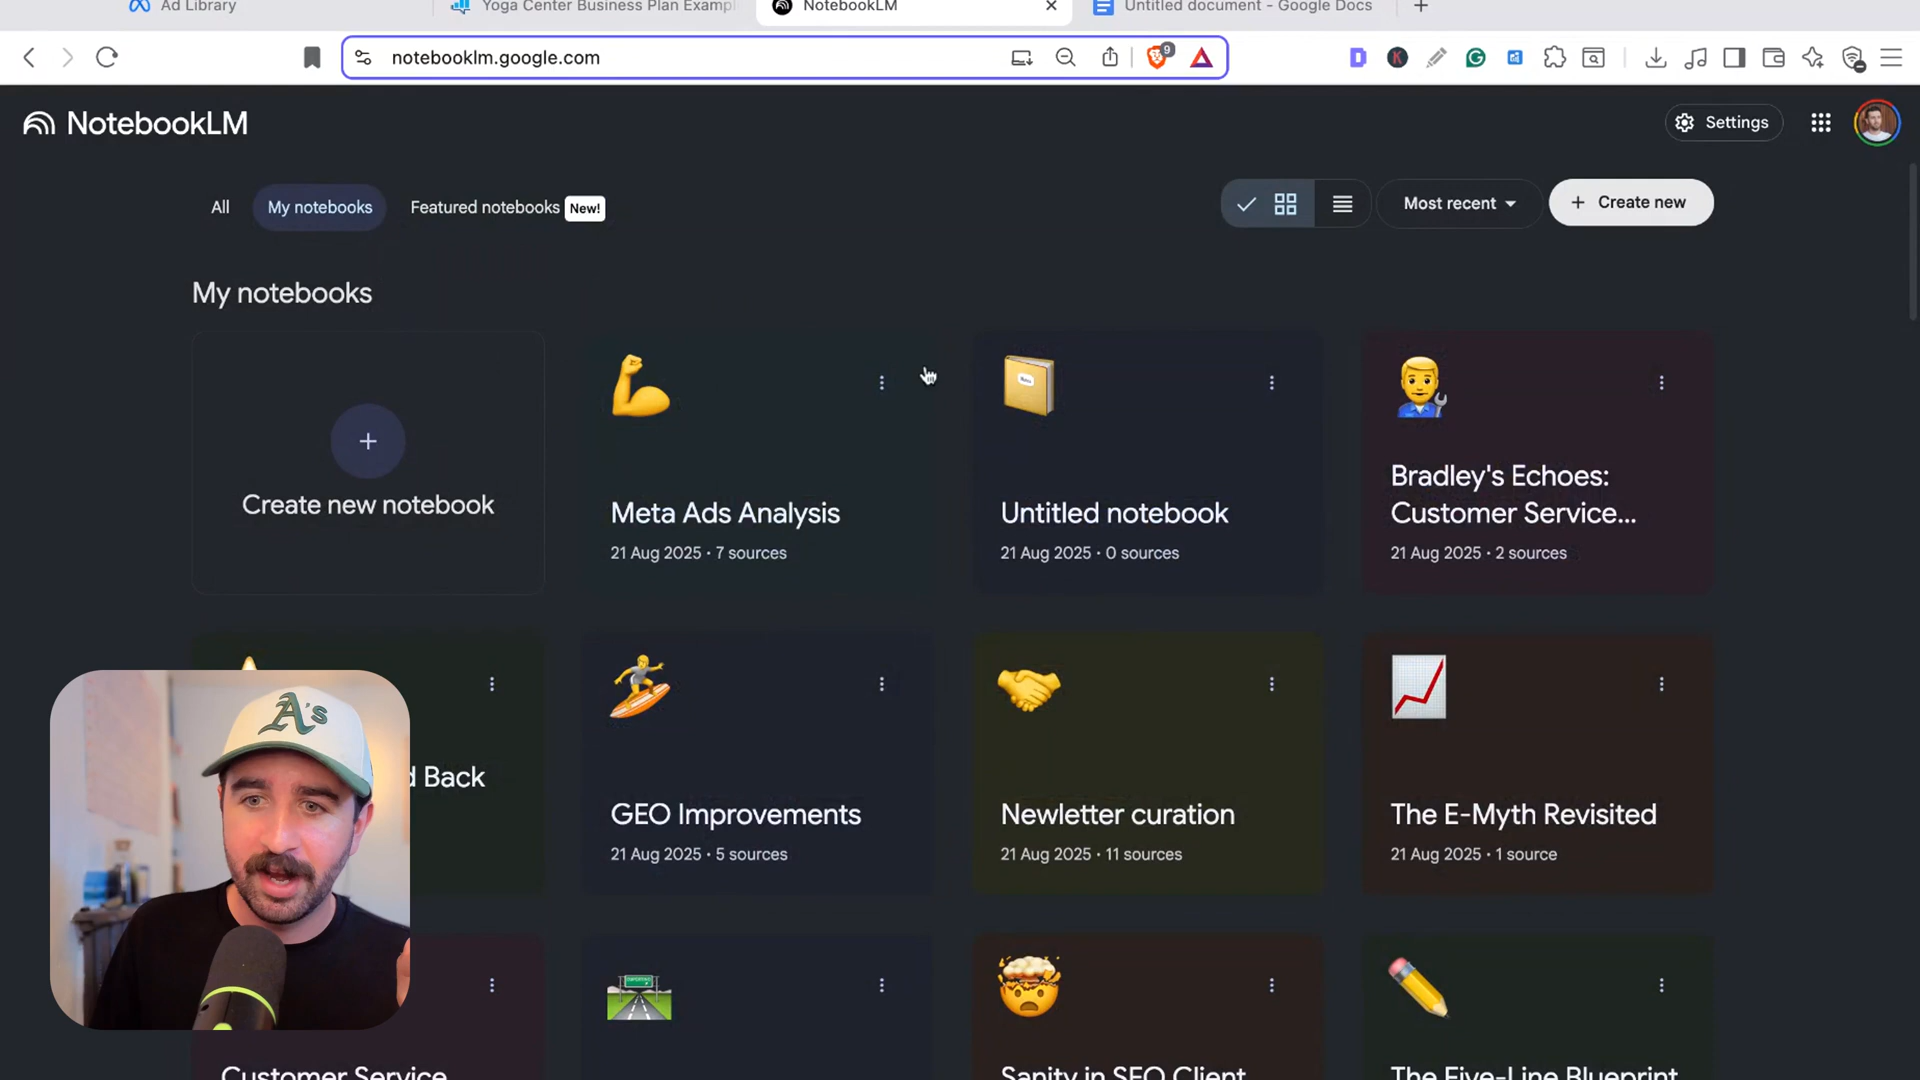 Ad Library
Yoga Center Business Plan Exampl
NotebookLM
Untitled document - Google Docs
notebooklm.google.com
9
NotebookLM
Settings
All
My notebooks
Featured notebooks New!
Most recent
+ Create new
My notebooks
Create new notebook
Meta Ads Analysis
21 Aug 2025 · 7 sources
Untitled notebook
21 Aug 2025 · 0 sources
Bradley's Echoes:
Customer Service...
21 Aug 2025 · 2 sources
d Back
GEO Improvements
21 Aug 2025 · 5 sources
Newletter curation
21 Aug 2025 · 11 sources
The E-Myth Revisited
21 Aug 2025 · 1 source
A's
Customer Service
Sanity in SEO Client
The Five-Line Blueprint